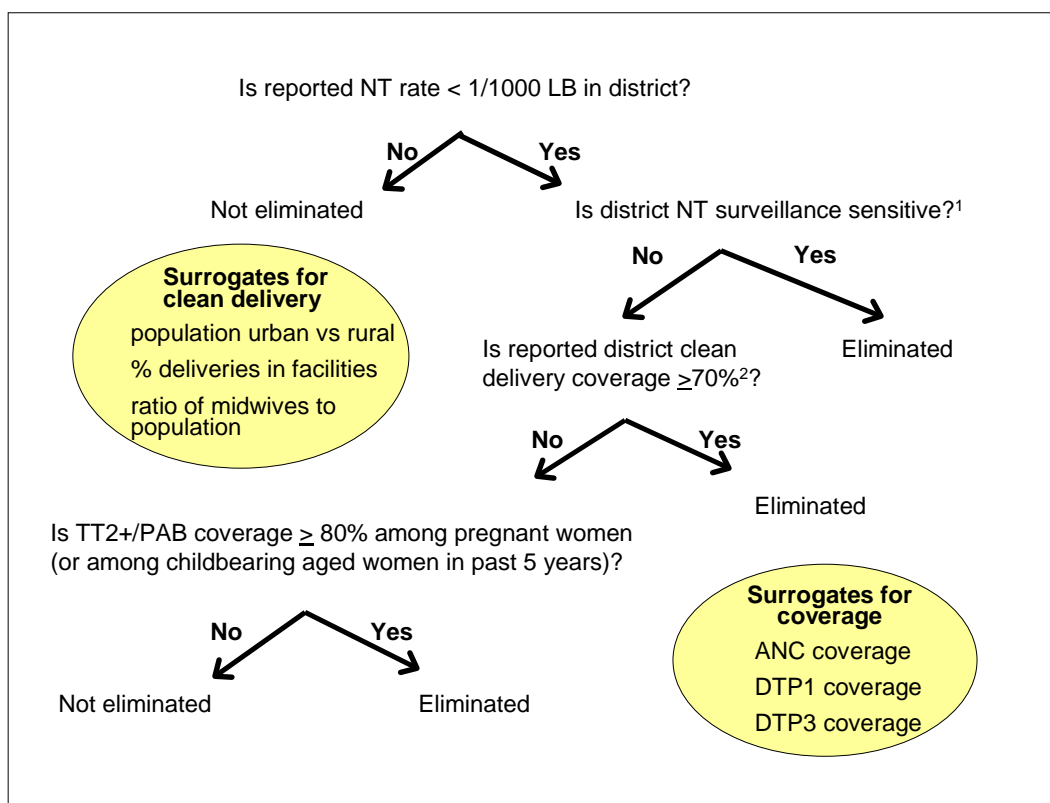 Is reported NT rate < 1/1000 LB in district?
No
Yes
Not eliminated
Is district NT surveillance sensitive?¹
No
Yes
Surrogates for
clean delivery
population urban vs rural
% deliveries in facilities
ratio of midwives to
population
Is reported district clean
delivery coverage ≥70%²?
Eliminated
No
Yes
Eliminated
Is TT2+/PAB coverage ≥ 80% among pregnant women
(or among childbearing aged women in past 5 years)?
No
Yes
Not eliminated
Eliminated
Surrogates for
coverage
ANC coverage
DTP1 coverage
DTP3 coverage